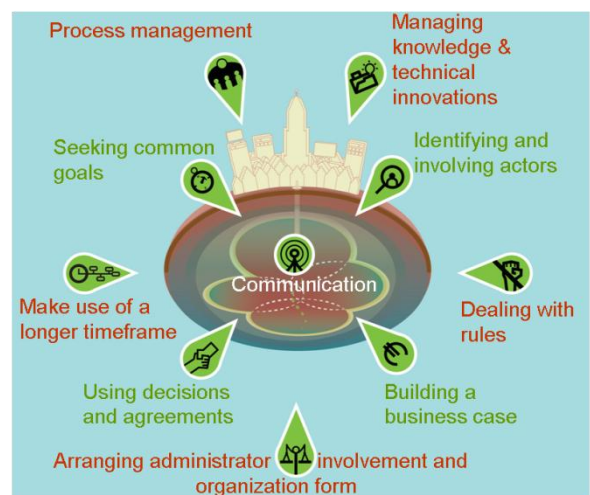 Process management
Managing
knowledge &
technical
innovations
Seeking common
goals
Identifying and
involving actors
Communication
Make use of a
longer timeframe
Dealing with
rules
Using decisions
and agreements
Building a
business case
Arranging administrator involvement and
organization form